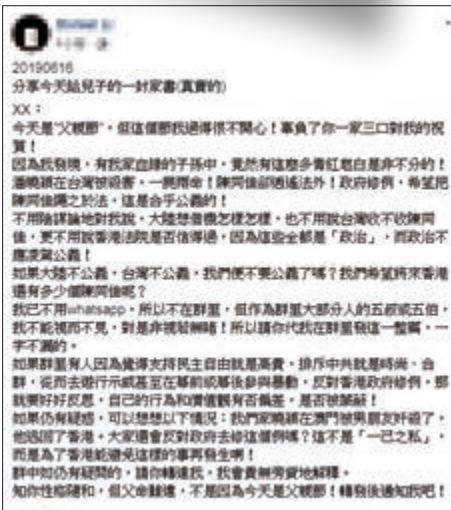 20190616
分享今天給兒子的一封家書(真實的)
XX：
今天是"父親節"，但這個節我過得很不開心！辜負了你一家三口對我的祝
賀！
因為我發現，有我家血緣的子孫中，竟然有這麼多青紅皂白是非不分的！
潘曉穎在台灣被殺害，一屍兩命！陳同佳卻逍遙法外！政府修例，希望把
陳同佳繩之於法，這是合乎公義的！
不用陰謀論地對我說，大陸想借機怎樣怎樣，也不用說台灣收不收陳同
佳，更不用說香港法院是否信得過，因為這些全都是「政治」，而政治不
應凌駕公義！
如果大陸不公義，台灣不公義，我們便不要公義了嗎？我們希望將來香港
還有多少個陳同佳呢？
我已不用whatsapp，所以不在群里，但作為群里大部分人的五叔或五伯，
我不能視而不見，對是非視若無睹！所以請你代我在群里發這一整篇，一
字不漏的。
如果群里有人因為覺得支持民主自由就是高貴，排斥中共就是時尚、合
群，從而去遊行示威甚至在幕前或幕後參與暴動，反對香港政府修例，那
就要好好反思，自己的行為和價值觀有否偏差，是否被蒙蔽！
如果仍有疑惑，可以想想以下情況：我們家曉穎在澳門被男朋友奸殺了，
他逃回了香港，大家還會反對政府去修這個例嗎？這不是「一己之私」，
而是為了香港能避免這樣的事再發生啊！
群中如仍有疑問的，請你轉達我，我會責無旁貸地解釋。
知你性格隨和，但父命難違，不是因為今天是父親節！轉發後通知我吧！